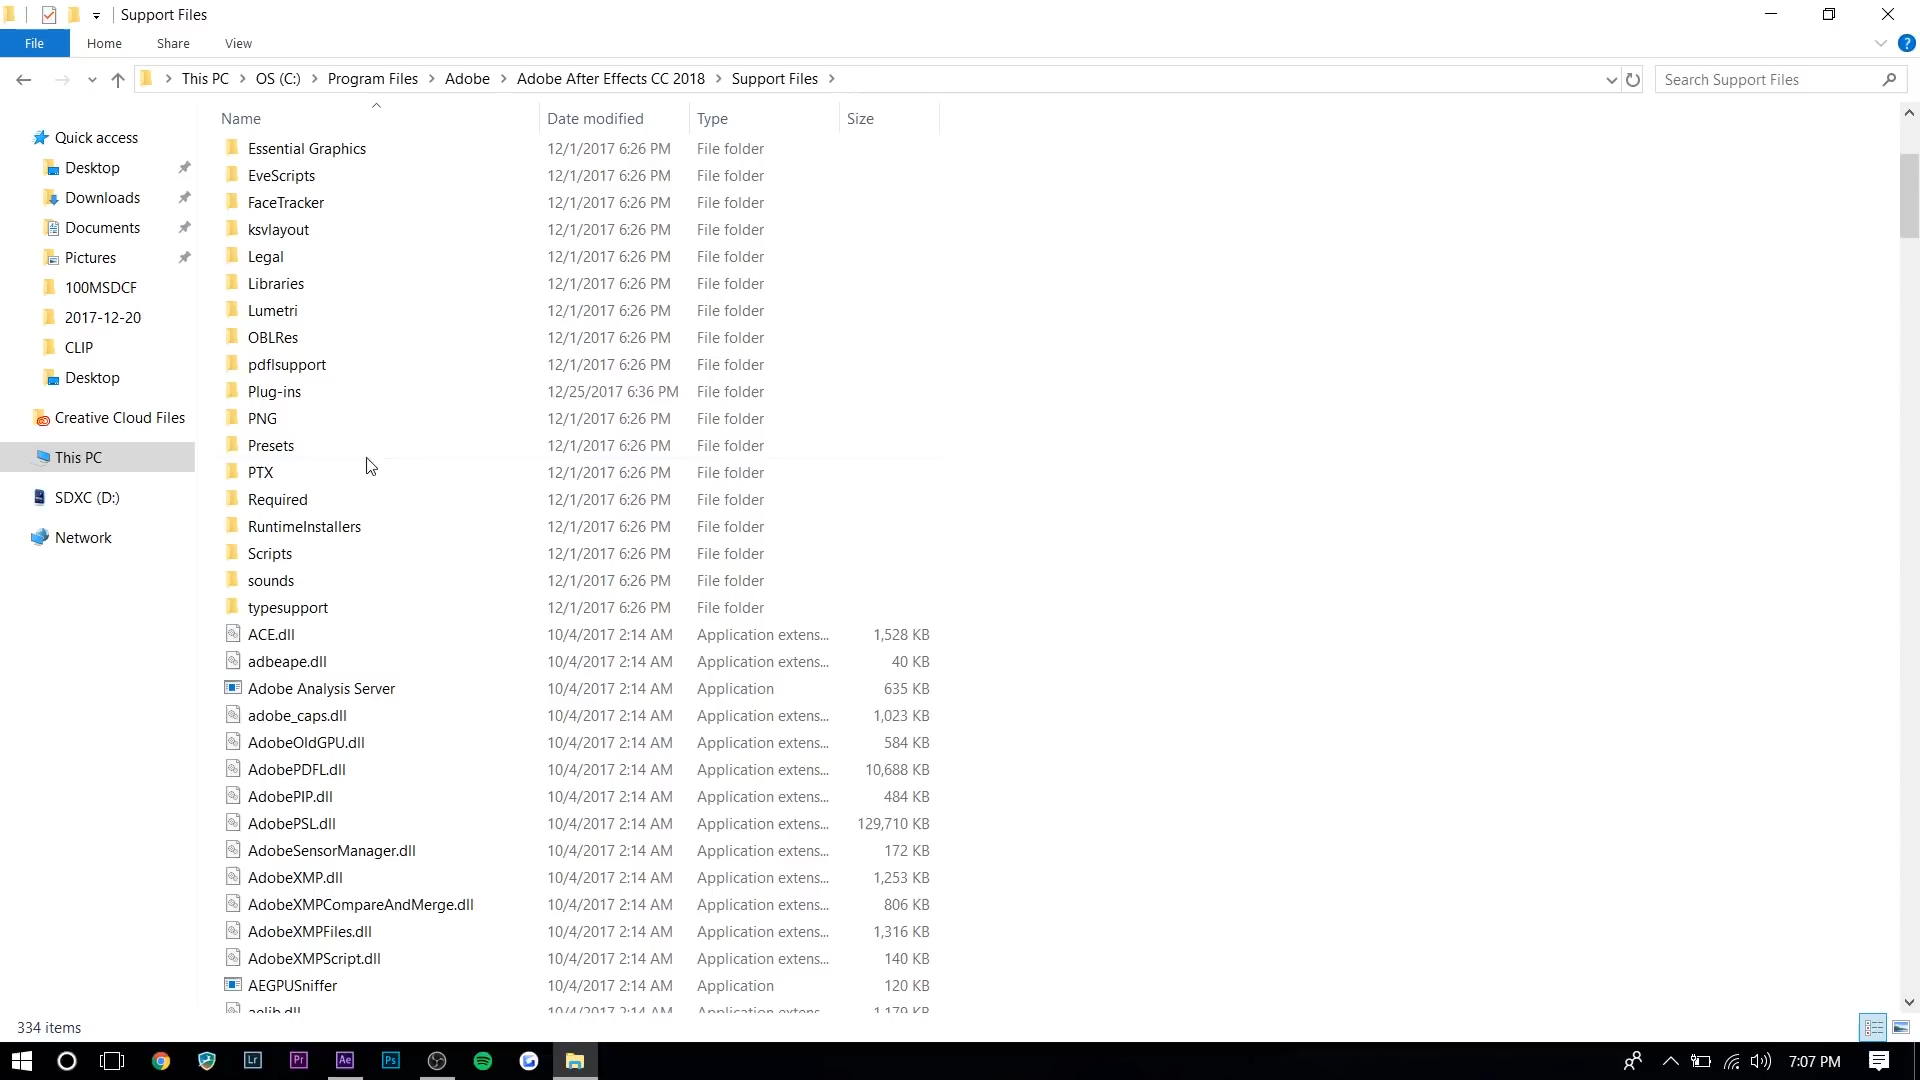 Support Files
File Home Share View
This PC OS (C:) Program Files Adobe Adobe After Effects CC 2018 Support Files
Search Support Files
Quick access
Desktop
Downloads
Documents
Pictures
100MSDCF
2017-12-20
CLIP
Desktop
Creative Cloud Files
This PC
SDXC (D:)
Network
Name Date modified Type Size
Essential Graphics 12/1/2017 6:26 PM File folder
EveScripts 12/1/2017 6:26 PM File folder
FaceTracker 12/1/2017 6:26 PM File folder
ksvlayout 12/1/2017 6:26 PM File folder
Legal 12/1/2017 6:26 PM File folder
Libraries 12/1/2017 6:26 PM File folder
Lumetri 12/1/2017 6:26 PM File folder
OBLRes 12/1/2017 6:26 PM File folder
pdflsupport 12/1/2017 6:26 PM File folder
Plug-ins 12/25/2017 6:36 PM File folder
PNG 12/1/2017 6:26 PM File folder
Presets 12/1/2017 6:26 PM File folder
PTX 12/1/2017 6:26 PM File folder
Required 12/1/2017 6:26 PM File folder
RuntimeInstallers 12/1/2017 6:26 PM File folder
Scripts 12/1/2017 6:26 PM File folder
sounds 12/1/2017 6:26 PM File folder
typesupport 12/1/2017 6:26 PM File folder
ACE.dll 10/4/2017 2:14 AM Application extens... 1,528 KB
adbeape.dll 10/4/2017 2:14 AM Application extens... 40 KB
Adobe Analysis Server 10/4/2017 2:14 AM Application 635 KB
adobe_caps.dll 10/4/2017 2:14 AM Application extens... 1,023 KB
AdobeOldGPU.dll 10/4/2017 2:14 AM Application extens... 584 KB
AdobePDFL.dll 10/4/2017 2:14 AM Application extens... 10,688 KB
AdobePIP.dll 10/4/2017 2:14 AM Application extens... 484 KB
AdobePSL.dll 10/4/2017 2:14 AM Application extens... 129,710 KB
AdobeSensorManager.dll 10/4/2017 2:14 AM Application extens... 172 KB
AdobeXMP.dll 10/4/2017 2:14 AM Application extens... 1,253 KB
AdobeXMPCompareAndMerge.dll 10/4/2017 2:14 AM Application extens... 806 KB
AdobeXMPFiles.dll 10/4/2017 2:14 AM Application extens... 1,316 KB
AdobeXMPScript.dll 10/4/2017 2:14 AM Application extens... 140 KB
AEGPUSniffer 10/4/2017 2:14 AM Application 120 KB
aelib.dll 10/4/2017 2:14 AM Application extens... 1,179 KB
334 items
Lr Pr Ae Ps
7:07 PM